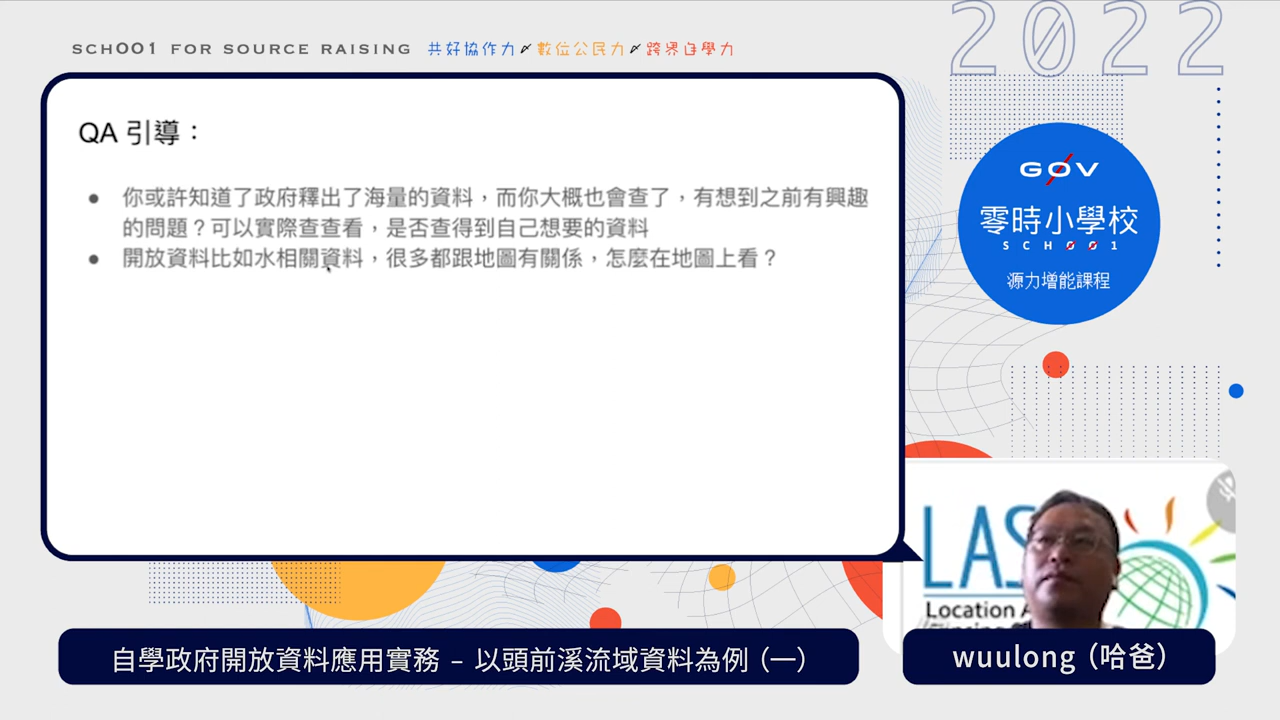 SCHOO1 FOR SOURCE RAISING 共好協作力 數位公民力 跨界自學力
2022
QA 引導：
● 你或許知道了政府釋出了海量的資料，而你大概也會查了，有想到之前有興趣
的問題？可以實際查查看，是否查得到自己想要的資料
● 開放資料比如水相關資料，很多都跟地圖有關係，怎麼在地圖上看？
G0V
零時小學校
SCH001
源力增能課程
LAS
Location A
自學政府開放資料應用實務 – 以頭前溪流域資料為例（一）
wuulong（哈爸）